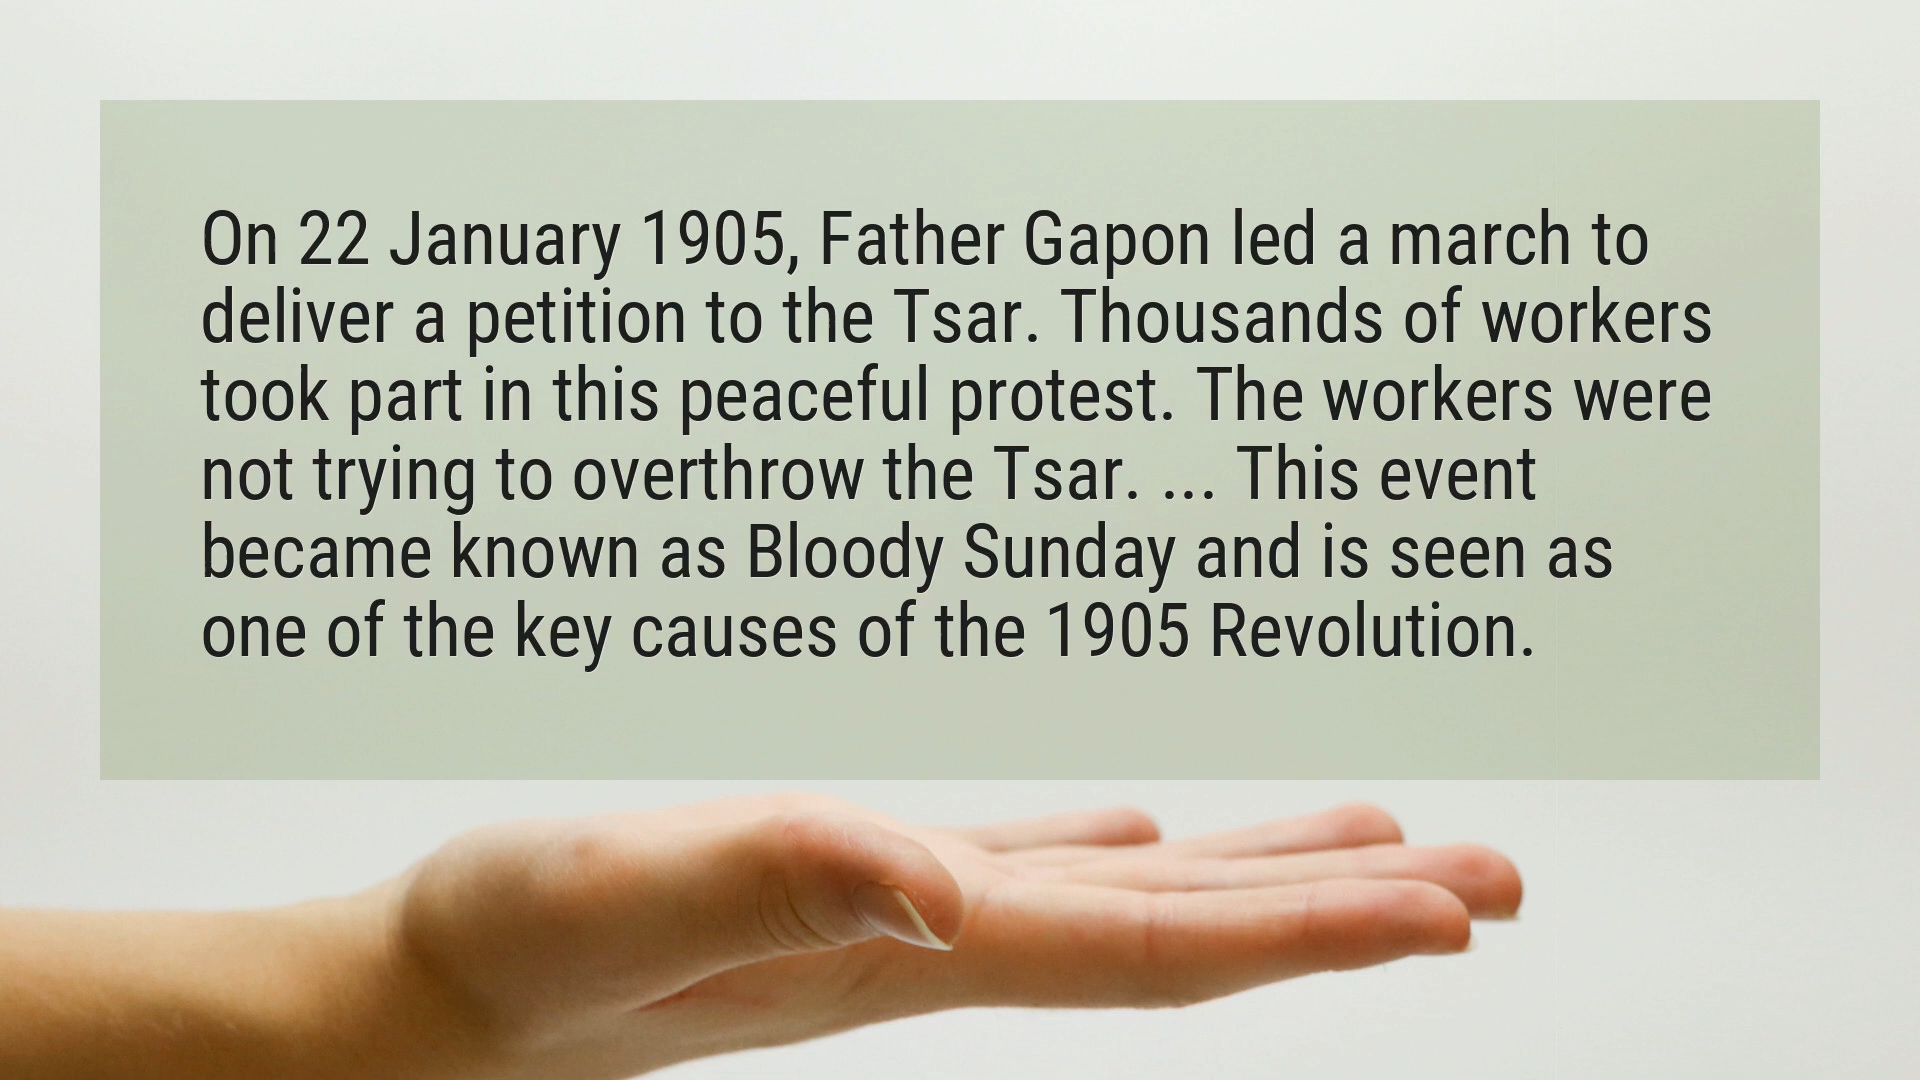 On 22 January 1905, Father Gapon led a march to
deliver a petition to the Tsar. Thousands of workers
took part in this peaceful protest. The workers were
not trying to overthrow the Tsar. ... This event
became known as Bloody Sunday and is seen as
one of the key causes of the 1905 Revolution.